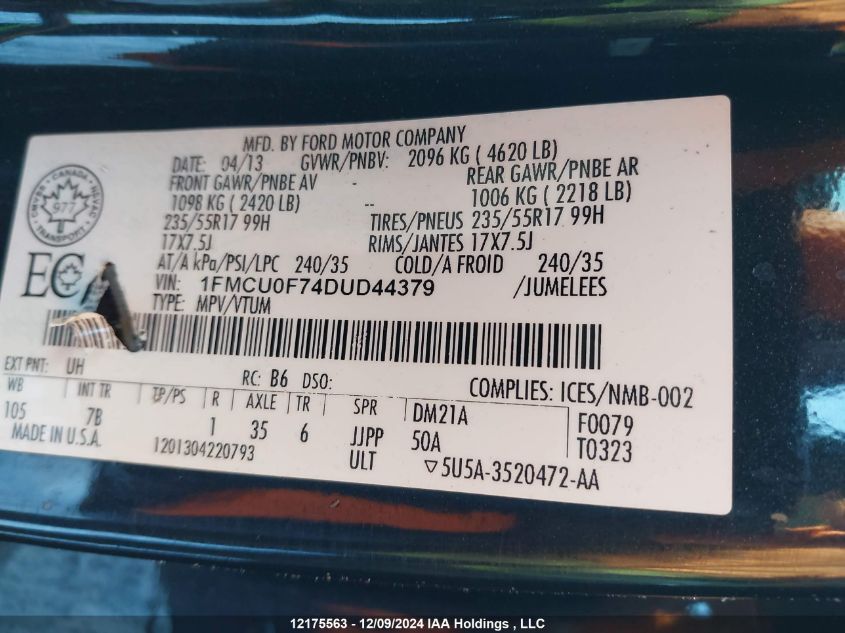 MFD. BY FORD MOTOR COMPANY
DATE: 04/13 GVWR/PNBV: 2096 KG ( 4620 LB)
FRONT GAWR/PNBE AV - REAR GAWR/PNBE AR
1098 KG ( 2420 LB) -- 1006 KG ( 2218 LB)
235/55R17 99H TIRES/PNEUS 235/55R17 99H
17X7.5J RIMS/JANTES 17X7.5J
AT/A kPa/PSI/LPC 240/35 COLD/A FROID 240/35
VIN: 1FMCU0F74DUD44379 /JUMELEES
TYPE: MPV/VTUM
CANADA
977
TRANSPORT
EC
EXT PNT: UH RC: B6 DSO: COMPLIES: ICES/NMB-002
WB INT TR TP/PS R AXLE TR SPR DM21A F0079
105 7B 1 35 6 JJPP 50A T0323
MADE IN U.S.A. 1201304220793 ULT ▽5U5A-3520472-AA
12175563 - 12/09/2024 IAA Holdings , LLC